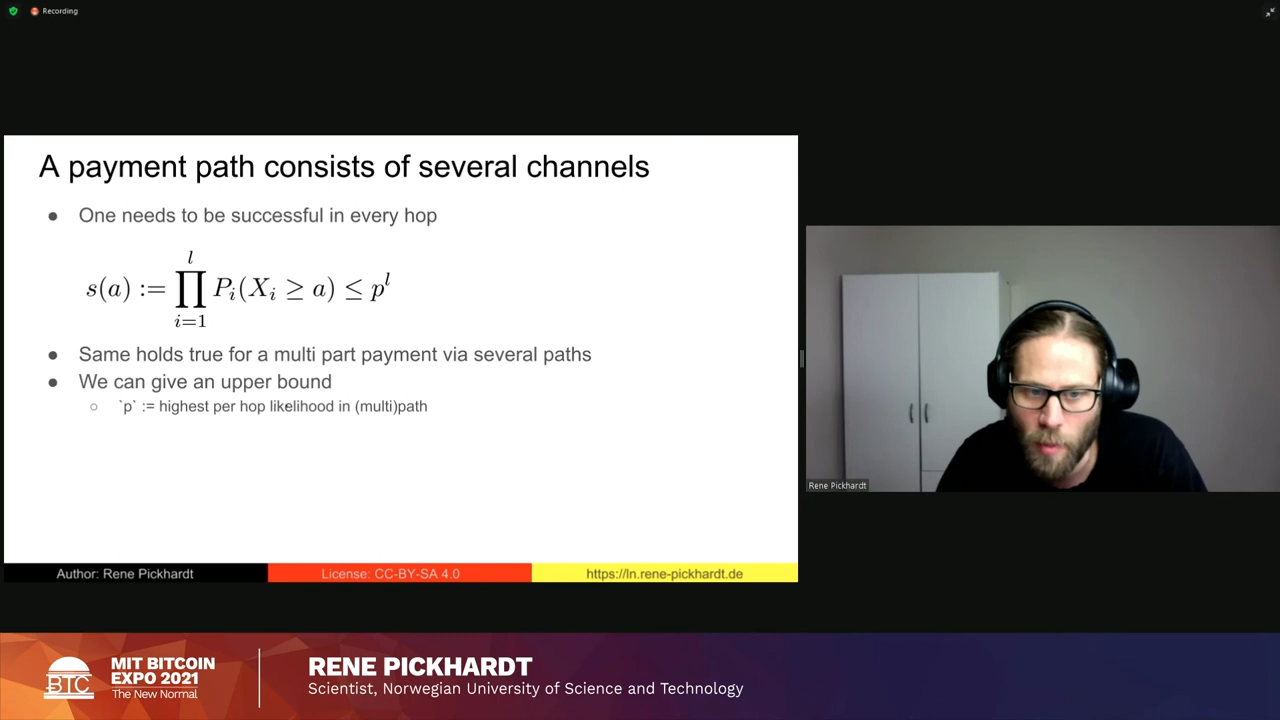 Recording
A payment path consists of several channels
● One needs to be successful in every hop
s(a) := ∏_{i=1}^{l} P_i(X_i ≥ a) ≤ p^l
● Same holds true for a multi part payment via several paths
● We can give an upper bound
○ `p` := highest per hop likelihood in (multi)path
Rene Pickhardt
Author: Rene Pickhardt
License: CC-BY-SA 4.0
https://ln.rene-pickhardt.de
BTC
MIT BITCOIN
EXPO 2021
The New Normal
RENE PICKHARDT
Scientist, Norwegian University of Science and Technology